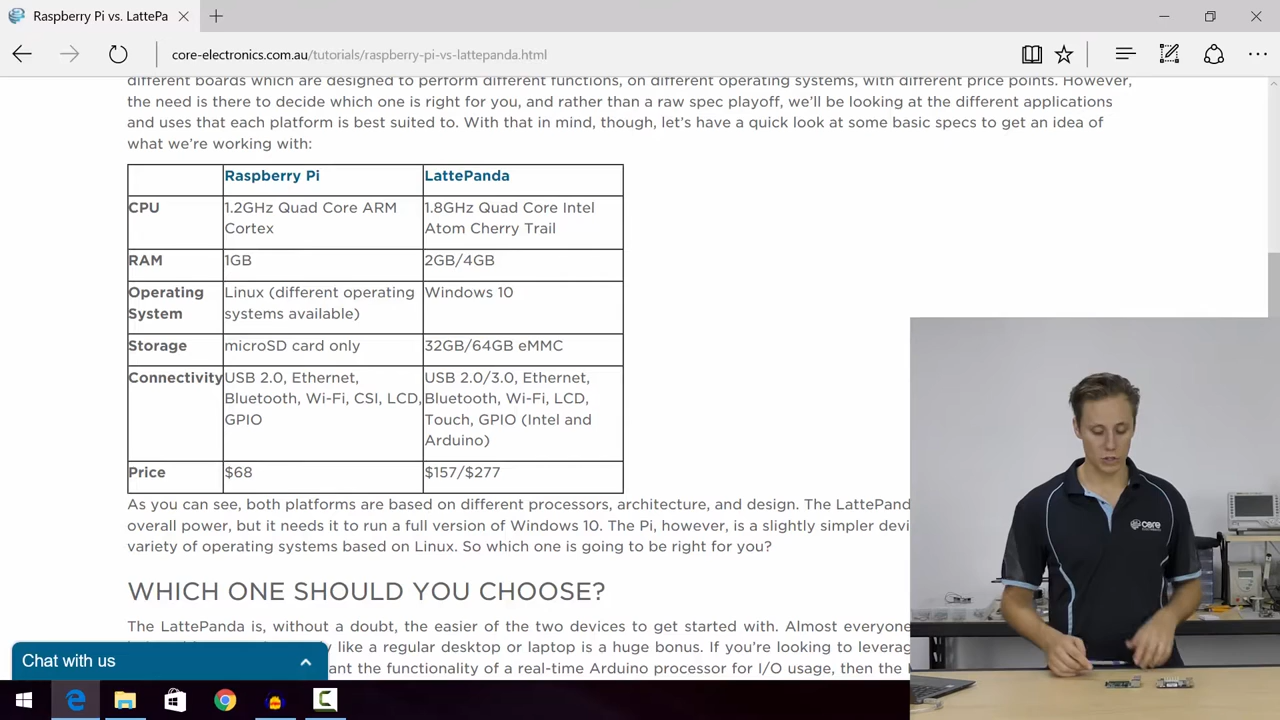 Raspberry Pi vs. LattePa
core-electronics.com.au/tutorials/raspberry-pi-vs-lattepanda.html
different boards which are designed to perform different functions, on different operating systems, with different price points. However,
the need is there to decide which one is right for you, and rather than a raw spec playoff, we'll be looking at the different applications
and uses that each platform is best suited to. With that in mind, though, let's have a quick look at some basic specs to get an idea of
what we're working with:
Raspberry Pi LattePanda
CPU 1.2GHz Quad Core ARM 1.8GHz Quad Core Intel
Cortex Atom Cherry Trail
RAM 1GB 2GB/4GB
Operating Linux (different operating Windows 10
System systems available)
Storage microSD card only 32GB/64GB eMMC
Connectivity USB 2.0, Ethernet, USB 2.0/3.0, Ethernet,
Bluetooth, Wi-Fi, CSI, LCD, Bluetooth, Wi-Fi, LCD,
GPIO Touch, GPIO (Intel and
Arduino)
Price $68 $157/$277
As you can see, both platforms are based on different processors, architecture, and design. The LattePand
overall power, but it needs it to run a full version of Windows 10. The Pi, however, is a slightly simpler devi
variety of operating systems based on Linux. So which one is going to be right for you?
WHICH ONE SHOULD YOU CHOOSE?
The LattePanda is, without a doubt, the easier of the two devices to get started with. Almost everyone
like a regular desktop or laptop is a huge bonus. If you're looking to leverag
ant the functionality of a real-time Arduino processor for I/O usage, then the
Chat with us
core